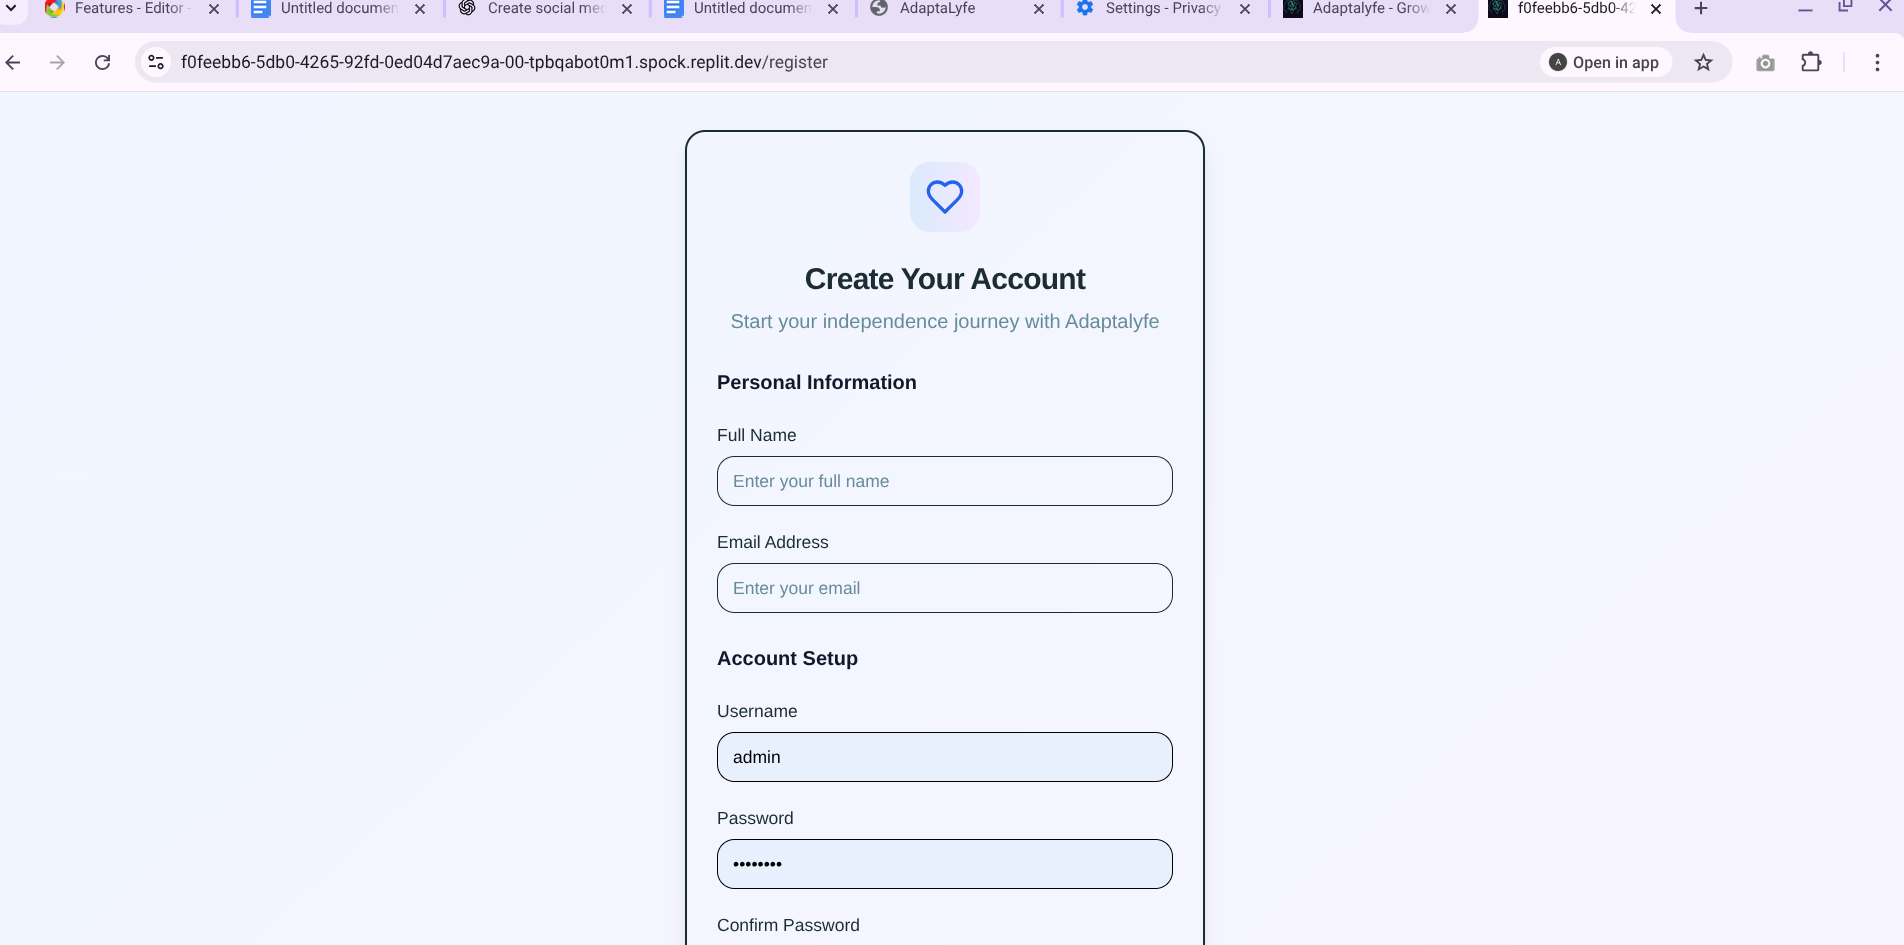 Features - Editor -
Untitled documen
Create social med
Untitled documen
AdaptaLyfe
Settings - Privacy
Adaptalyfe - Grow
f0feebb6-5db0-42
f0feebb6-5db0-4265-92fd-0ed04d7aec9a-00-tpbqabot0m1.spock.replit.dev/register
A
Open in app
Create Your Account
Start your independence journey with Adaptalyfe
Personal Information
Full Name
Enter your full name
Email Address
Enter your email
Account Setup
Username
admin
Password
••••••••
Confirm Password